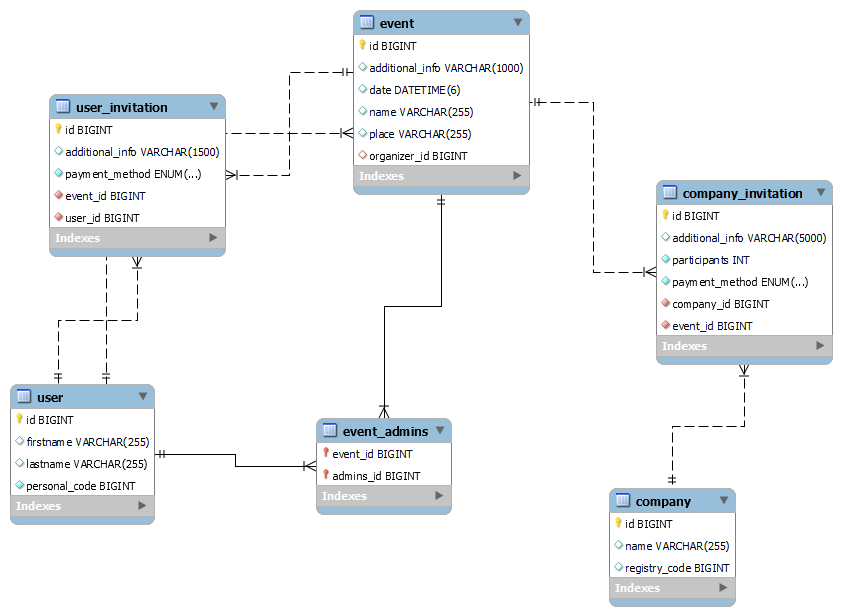 event
id BIGINT
additional_info VARCHAR(1000)
date DATETIME(6)
name VARCHAR(255)
place VARCHAR(255)
organizer_id BIGINT
Indexes
user_invitation
id BIGINT
additional_info VARCHAR(1500)
payment_method ENUM(...)
event_id BIGINT
user_id BIGINT
Indexes
company_invitation
id BIGINT
additional_info VARCHAR(5000)
participants INT
payment_method ENUM(...)
company_id BIGINT
event_id BIGINT
Indexes
user
id BIGINT
firstname VARCHAR(255)
lastname VARCHAR(255)
personal_code BIGINT
Indexes
event_admins
event_id BIGINT
admins_id BIGINT
Indexes
company
id BIGINT
name VARCHAR(255)
registry_code BIGINT
Indexes